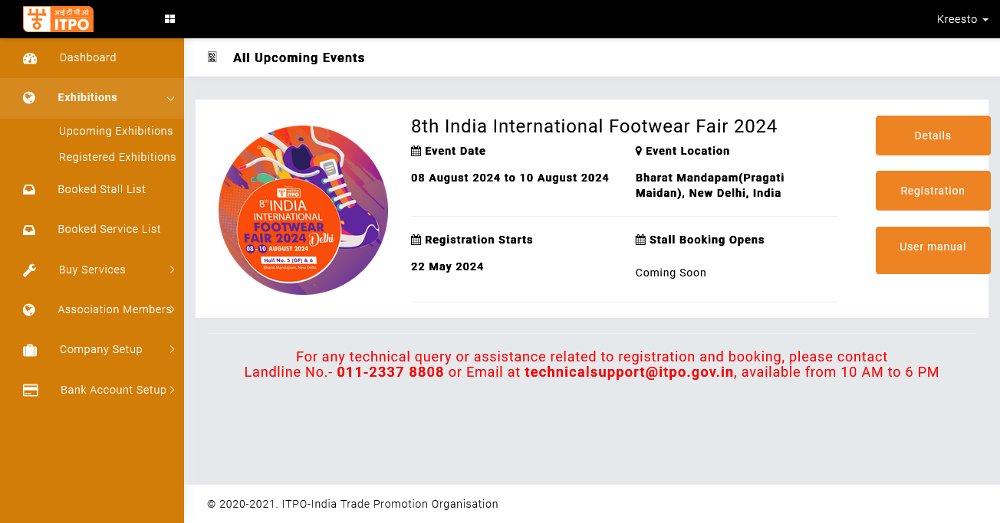 आई टी पी ओ
ITPO
Kreesto
Dashboard
Exhibitions
Upcoming Exhibitions
Registered Exhibitions
Booked Stall List
Booked Service List
Buy Services
Association Members
Company Setup
Bank Account Setup
All Upcoming Events
ITPO
8th INDIA
INTERNATIONAL
FOOTWEAR
FAIR 2024 Delhi
08 - 10 AUGUST 2024
Hall No. 5 (GF) & 6
Bharat Mandapam, New Delhi
8th India International Footwear Fair 2024
Event Date
08 August 2024 to 10 August 2024
Event Location
Bharat Mandapam(Pragati
Maidan), New Delhi, India
Registration Starts
22 May 2024
Stall Booking Opens
Coming Soon
Details
Registration
User manual
For any technical query or assistance related to registration and booking, please contact
Landline No.- 011-2337 8808 or Email at technicalsupport@itpo.gov.in, available from 10 AM to 6 PM
© 2020-2021. ITPO-India Trade Promotion Organisation